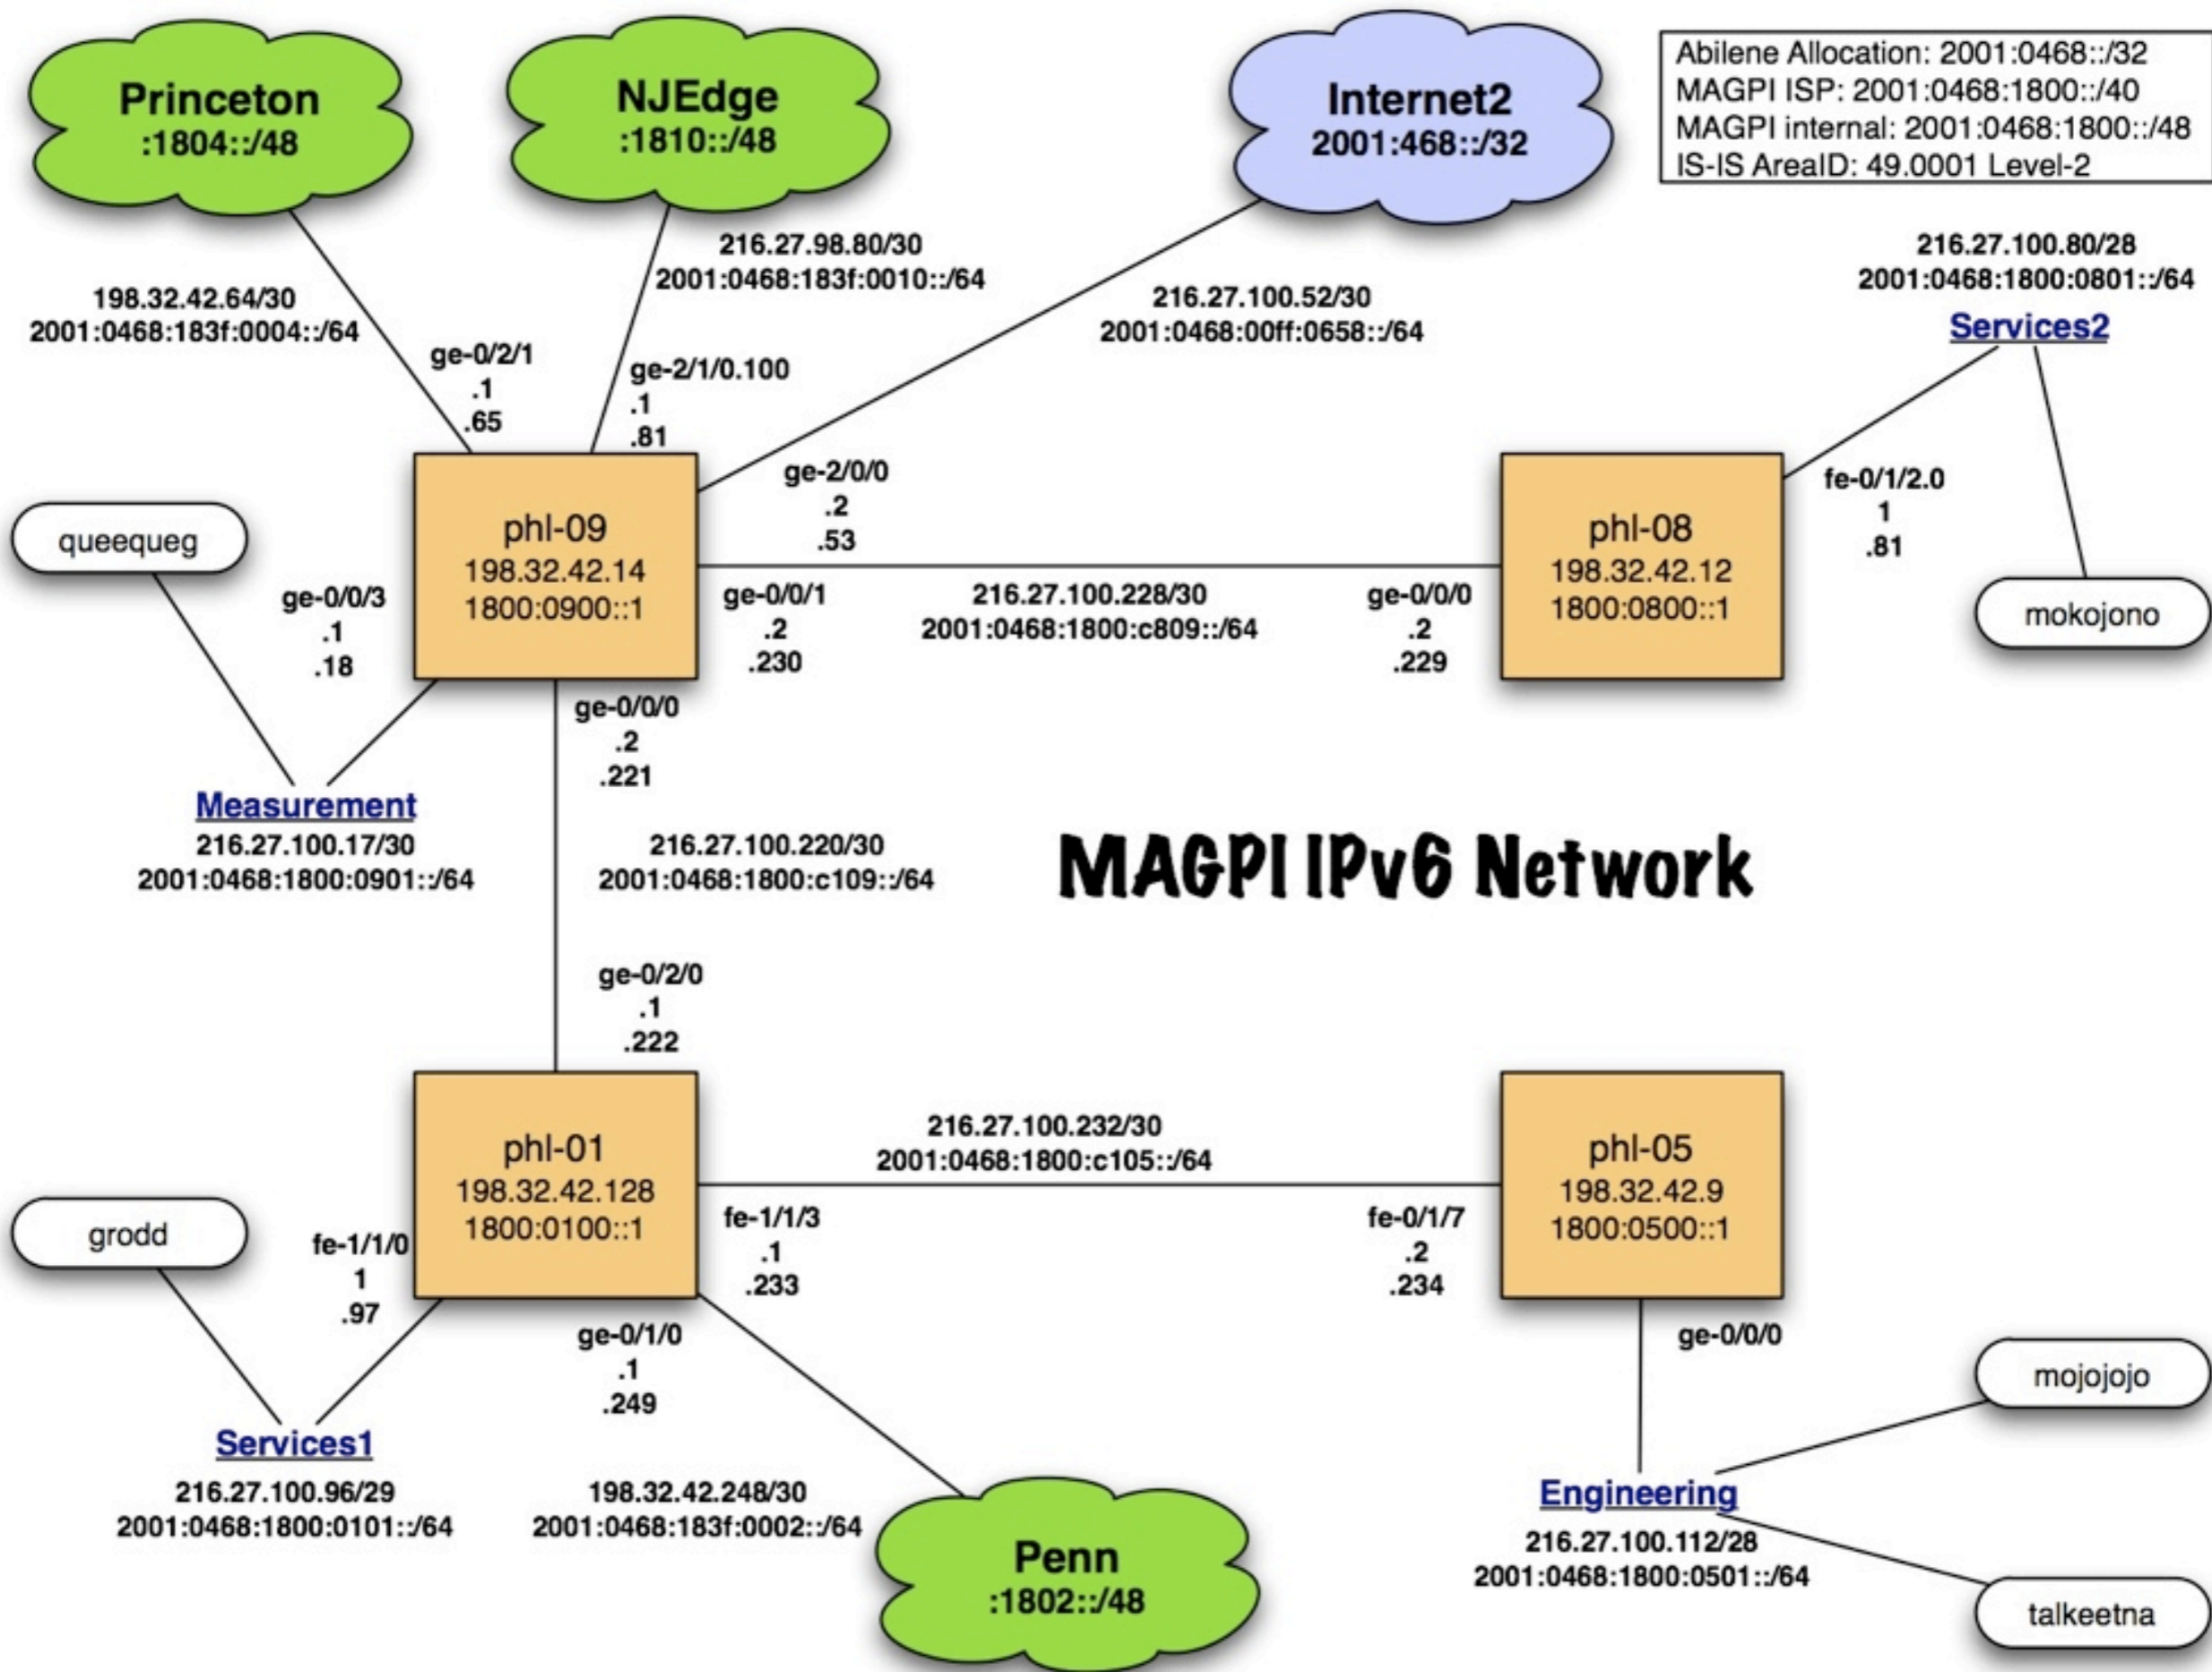 Princeton
:1804::/48
NJEdge
:1810::/48
Internet2
2001:468::/32
Abilene Allocation: 2001:0468::/32
MAGPI ISP: 2001:0468:1800::/40
MAGPI internal: 2001:0468:1800::/48
IS-IS AreaID: 49.0001 Level-2
198.32.42.64/30
2001:0468:183f:0004::/64
216.27.98.80/30
2001:0468:183f:0010::/64
216.27.100.52/30
2001:0468:00ff:0658::/64
216.27.100.80/28
2001:0468:1800:0801::/64
Services2
ge-0/2/1
.1
.65
ge-2/1/0.100
.1
.81
ge-2/0/0
.2
.53
fe-0/1/2.0
1
.81
queequeg
phl-09
198.32.42.14
1800:0900::1
phl-08
198.32.42.12
1800:0800::1
mokojono
ge-0/0/3
.1
.18
ge-0/0/1
.2
.230
216.27.100.228/30
2001:0468:1800:c809::/64
ge-0/0/0
.2
.229
ge-0/0/0
.2
.221
Measurement
216.27.100.17/30
2001:0468:1800:0901::/64
216.27.100.220/30
2001:0468:1800:c109::/64
MAGPI IPv6 Network
ge-0/2/0
.1
.222
phl-01
198.32.42.128
1800:0100::1
216.27.100.232/30
2001:0468:1800:c105::/64
phl-05
198.32.42.9
1800:0500::1
grodd
fe-1/1/0
1
.97
fe-1/1/3
.1
.233
fe-0/1/7
.2
.234
ge-0/1/0
.1
.249
ge-0/0/0
mojojojo
Services1
216.27.100.96/29
2001:0468:1800:0101::/64
198.32.42.248/30
2001:0468:183f:0002::/64
Penn
:1802::/48
Engineering
216.27.100.112/28
2001:0468:1800:0501::/64
talkeetna